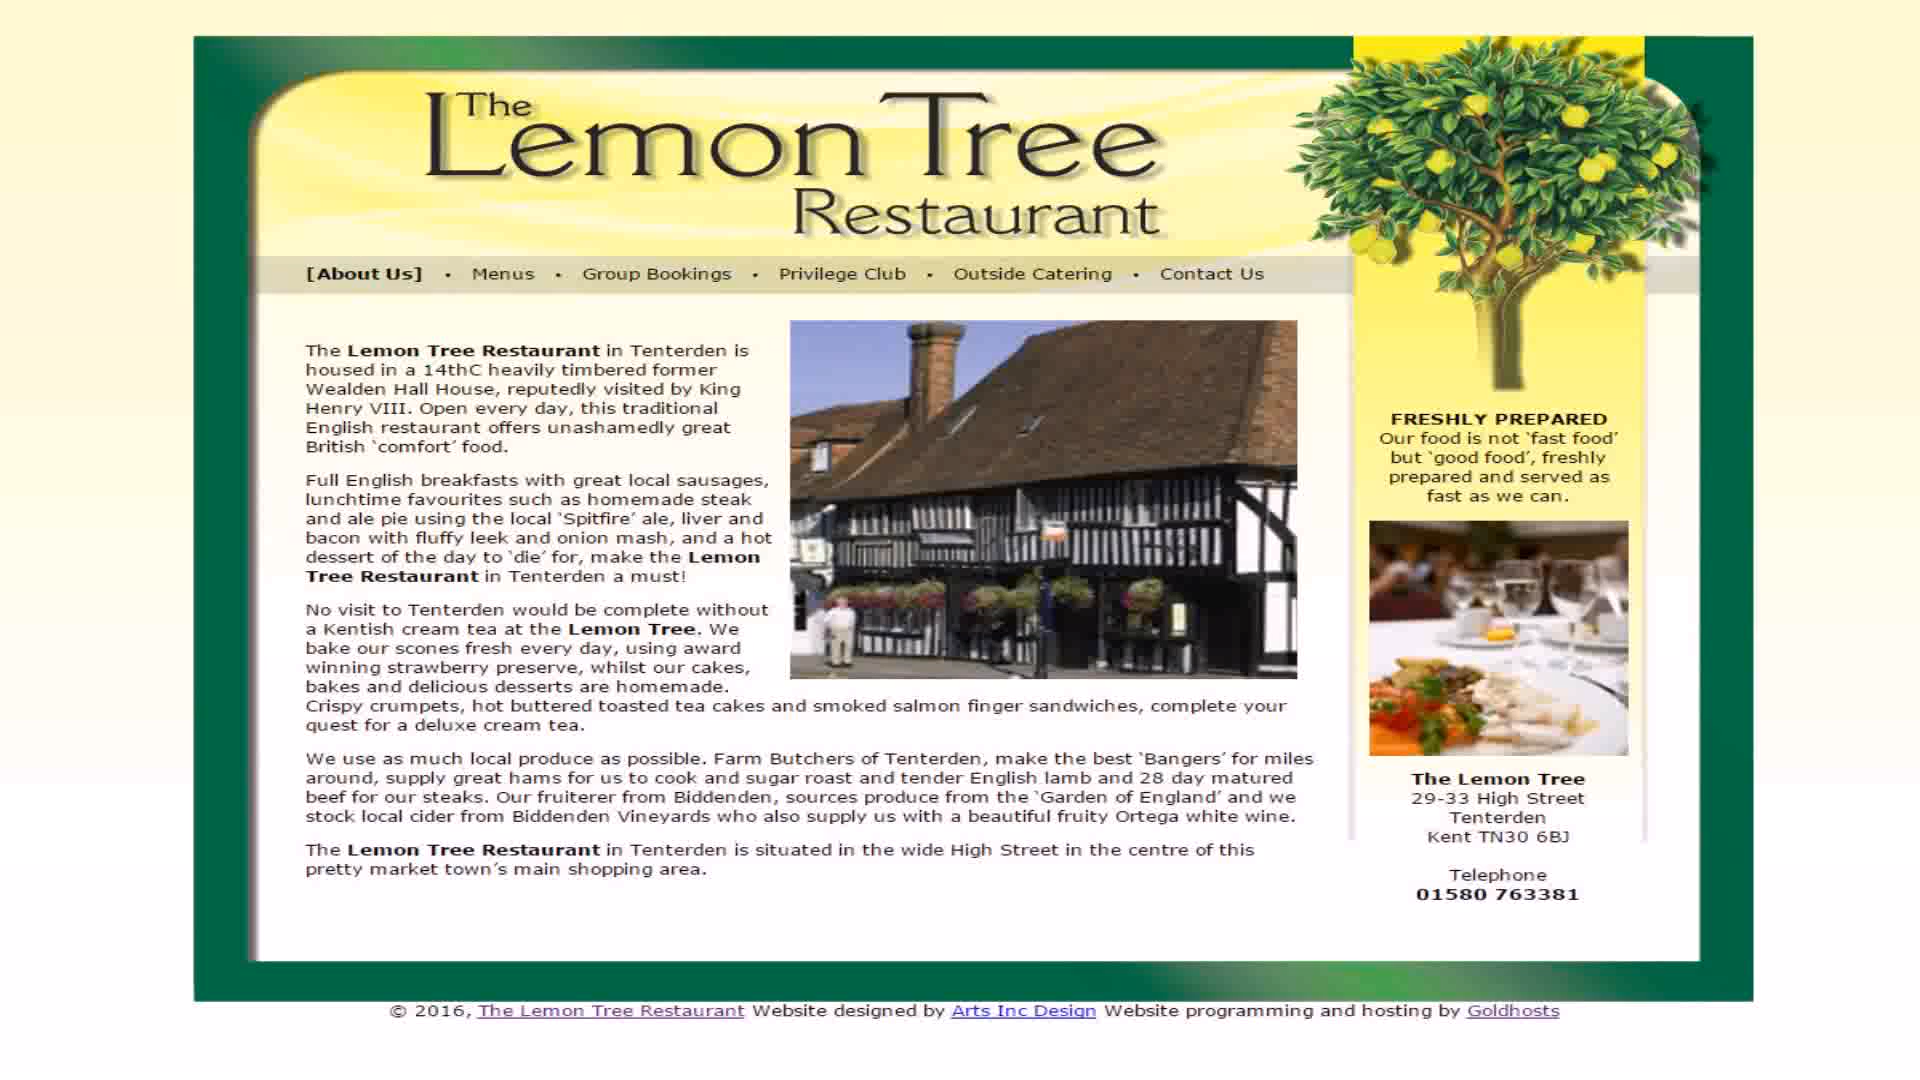 The
Lemon Tree
Restaurant
[About Us] • Menus • Group Bookings • Privilege Club • Outside Catering • Contact Us
The Lemon Tree Restaurant in Tenterden is
housed in a 14thC heavily timbered former
Wealden Hall House, reputedly visited by King
Henry VIII. Open every day, this traditional
English restaurant offers unashamedly great
British `comfort´ food.
Full English breakfasts with great local sausages,
lunchtime favourites such as homemade steak
and ale pie using the local `Spitfire´ ale, liver and
bacon with fluffy leek and onion mash, and a hot
dessert of the day to `die´ for, make the Lemon
Tree Restaurant in Tenterden a must!
No visit to Tenterden would be complete without
a Kentish cream tea at the Lemon Tree. We
bake our scones fresh every day, using award
winning strawberry preserve, whilst our cakes,
bakes and delicious desserts are homemade.
Crispy crumpets, hot buttered toasted tea cakes and smoked salmon finger sandwiches, complete your
quest for a deluxe cream tea.
We use as much local produce as possible. Farm Butchers of Tenterden, make the best `Bangers´ for miles
around, supply great hams for us to cook and sugar roast and tender English lamb and 28 day matured
beef for our steaks. Our fruiterer from Biddenden, sources produce from the `Garden of England´ and we
stock local cider from Biddenden Vineyards who also supply us with a beautiful fruity Ortega white wine.
The Lemon Tree Restaurant in Tenterden is situated in the wide High Street in the centre of this
pretty market town´s main shopping area.
FRESHLY PREPARED
Our food is not `fast food´
but `good food´, freshly
prepared and served as
fast as we can.
The Lemon Tree
29-33 High Street
Tenterden
Kent TN30 6BJ
Telephone
01580 763381
© 2016, The Lemon Tree Restaurant Website designed by Arts Inc Design Website programming and hosting by Goldhosts